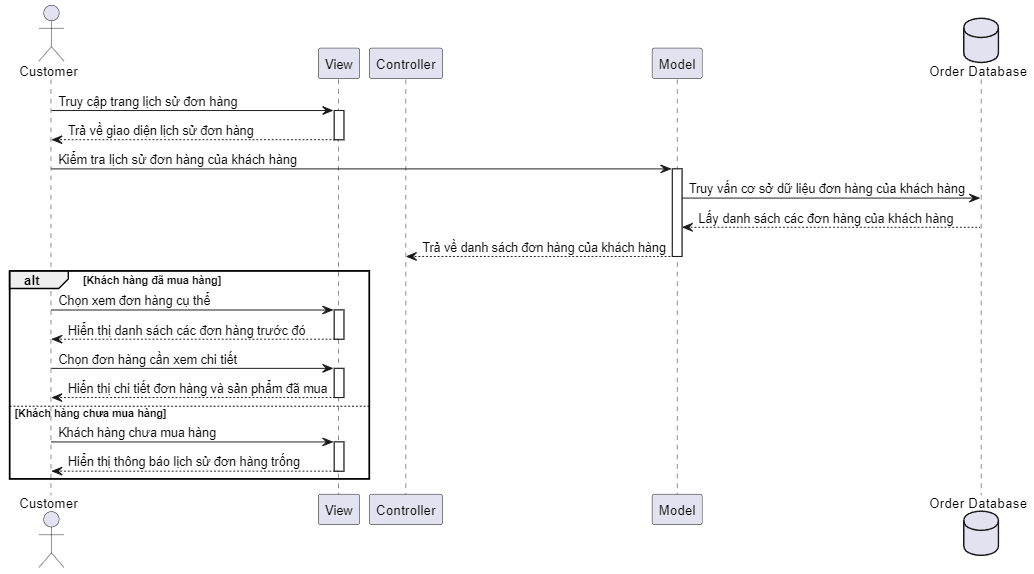 Customer
View
Controller
Model
Order Database
Truy cập trang lịch sử đơn hàng
Trả về giao diện lịch sử đơn hàng
Kiểm tra lịch sử đơn hàng của khách hàng
Truy vấn cơ sở dữ liệu đơn hàng của khách hàng
Lấy danh sách các đơn hàng của khách hàng
Trả về danh sách đơn hàng của khách hàng
alt [Khách hàng đã mua hàng]
Chọn xem đơn hàng cụ thể
Hiển thị danh sách các đơn hàng trước đó
Chọn đơn hàng cần xem chi tiết
Hiển thị chi tiết đơn hàng và sản phẩm đã mua
[Khách hàng chưa mua hàng]
Khách hàng chưa mua hàng
Hiển thị thông báo lịch sử đơn hàng trống
Customer
View
Controller
Model
Order Database